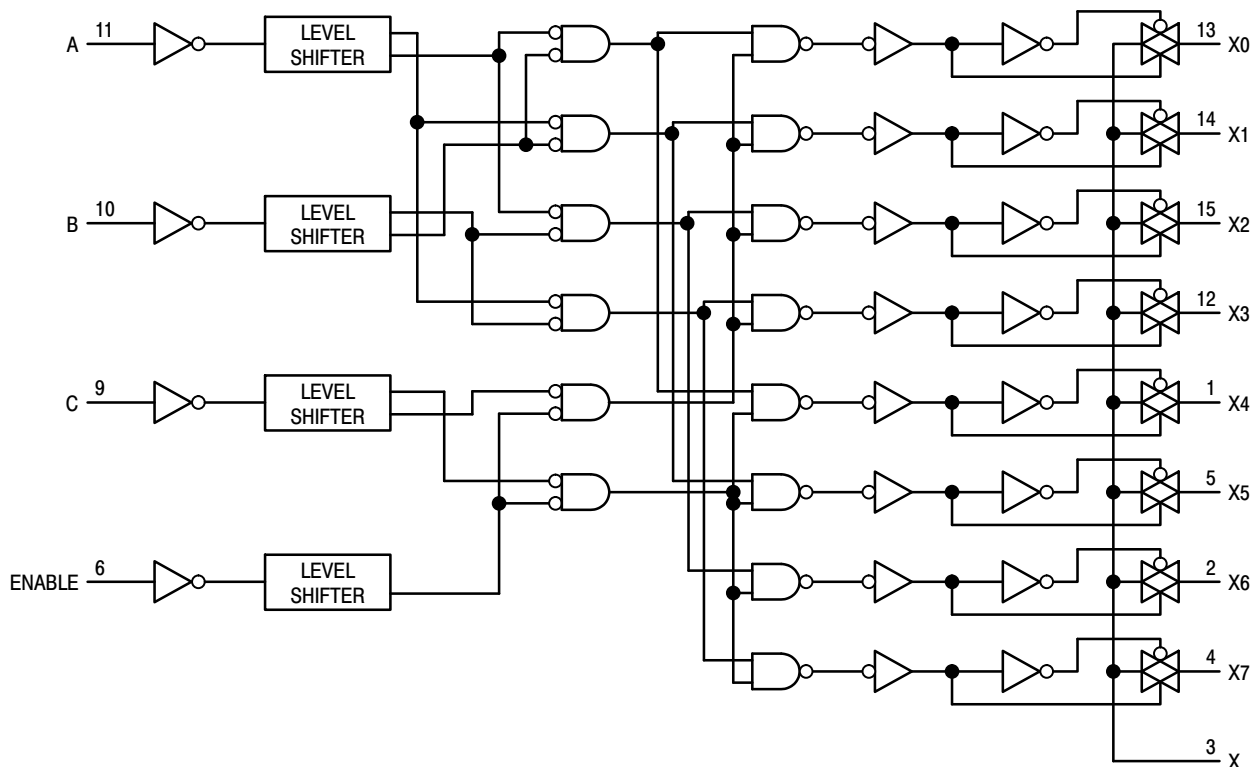 A 11 LEVEL SHIFTER 13 X0
14 X1
B 10 LEVEL SHIFTER 15 X2
12 X3
C 9 LEVEL SHIFTER 1 X4
5 X5
ENABLE 6 LEVEL SHIFTER 2 X6
4 X7
3 X